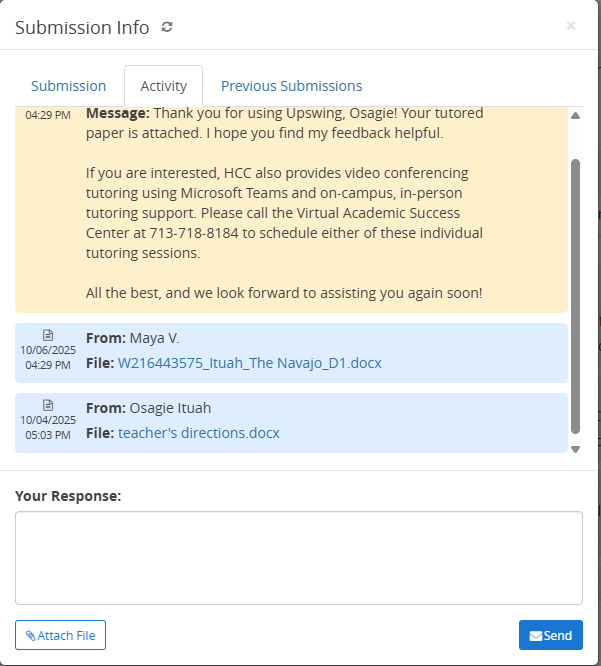 Submission Info
×
Submission
Activity
Previous Submissions
04:29 PM
Message: Thank you for using Upswing, Osagie! Your tutored
paper is attached. I hope you find my feedback helpful.
If you are interested, HCC also provides video conferencing
tutoring using Microsoft Teams and on-campus, in-person
tutoring support. Please call the Virtual Academic Success
Center at 713-718-8184 to schedule either of these individual
tutoring sessions.
All the best, and we look forward to assisting you again soon!
10/06/2025
04:29 PM
From: Maya V.
File: W216443575_Ituah_The Navajo_D1.docx
10/04/2025
05:03 PM
From: Osagie Ituah
File: teacher's directions.docx
Your Response:
Attach File
Send